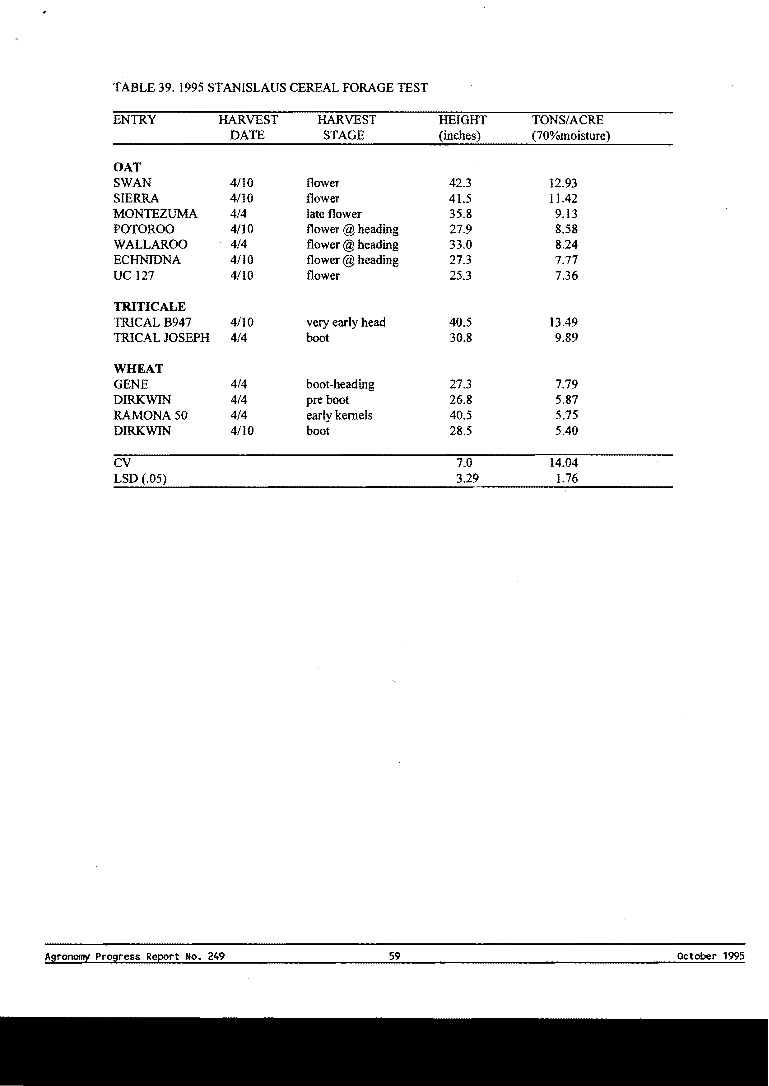 TABLE 39. 1995 STANISLAUS CEREAL FORAGE TEST
ENTRY HARVEST HARVEST HEIGHT TONS/ACRE
DATE STAGE (inches) (70%moisture)
OAT
SWAN 4/10 flower 42.3 12.93
SIERRA 4/10 flower 41.5 11.42
MONTEZUMA 4/4 late flower 35.8 9.13
POTOROO 4/10 flower @ heading 27.9 8.58
WALLAROO 4/4 flower @ heading 33.0 8.24
ECHNIDNA 4/10 flower @ heading 27.3 7.77
UC 127 4/10 flower 25.3 7.36
TRITICALE
TRICAL B947 4/10 very early head 40.5 13.49
TRICAL JOSEPH 4/4 boot 30.8 9.89
WHEAT
GENE 4/4 boot-heading 27.3 7.79
DIRKWIN 4/4 pre boot 26.8 5.87
RAMONA 50 4/4 early kernels 40.5 5.75
DIRKWIN 4/10 boot 28.5 5.40
CV 7.0 14.04
LSD (.05) 3.29 1.76
Agronomy Progress Report No. 249 59 October 1995